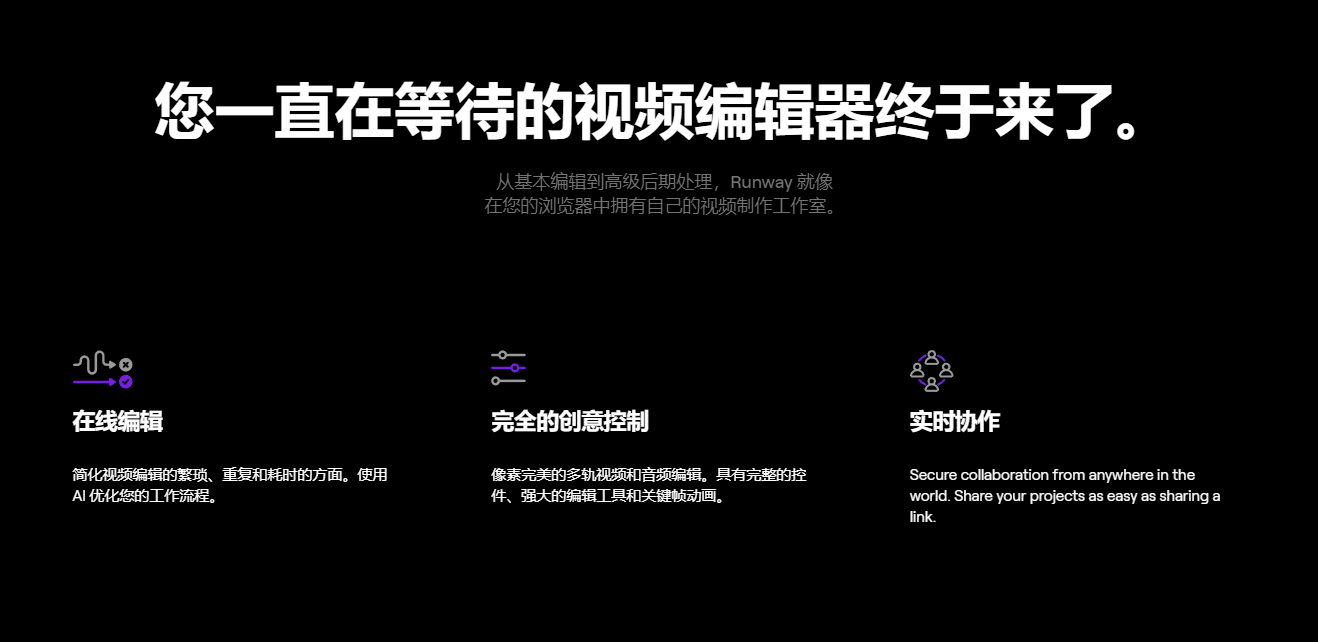 您一直在等待的视频编辑器终于来了。
从基本编辑到高级后期处理，Runway 就像
在您的浏览器中拥有自己的视频制作工作室。
在线编辑
简化视频编辑的繁琐、重复和耗时的方面。使用
AI 优化您的工作流程。
完全的创意控制
像素完美的多轨视频和音频编辑。具有完整的控
件、强大的编辑工具和关键帧动画。
实时协作
Secure collaboration from anywhere in the
world. Share your projects as easy as sharing a
link.